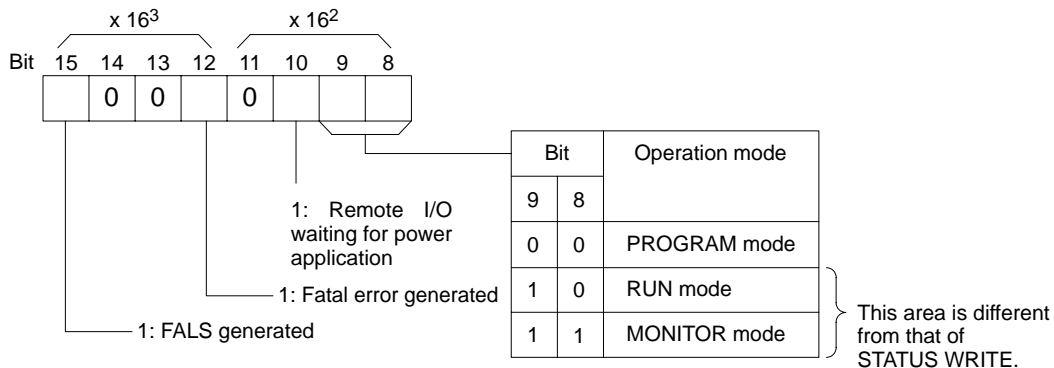 x 16³ x 16²
Bit 15 14 13 12 11 10 9 8
0 0 0
Bit Operation mode
9 8
0 0 PROGRAM mode
1 0 RUN mode
1 1 MONITOR mode
This area is different
from that of
STATUS WRITE.
1: Remote I/O
waiting for power
application
1: Fatal error generated
1: FALS generated